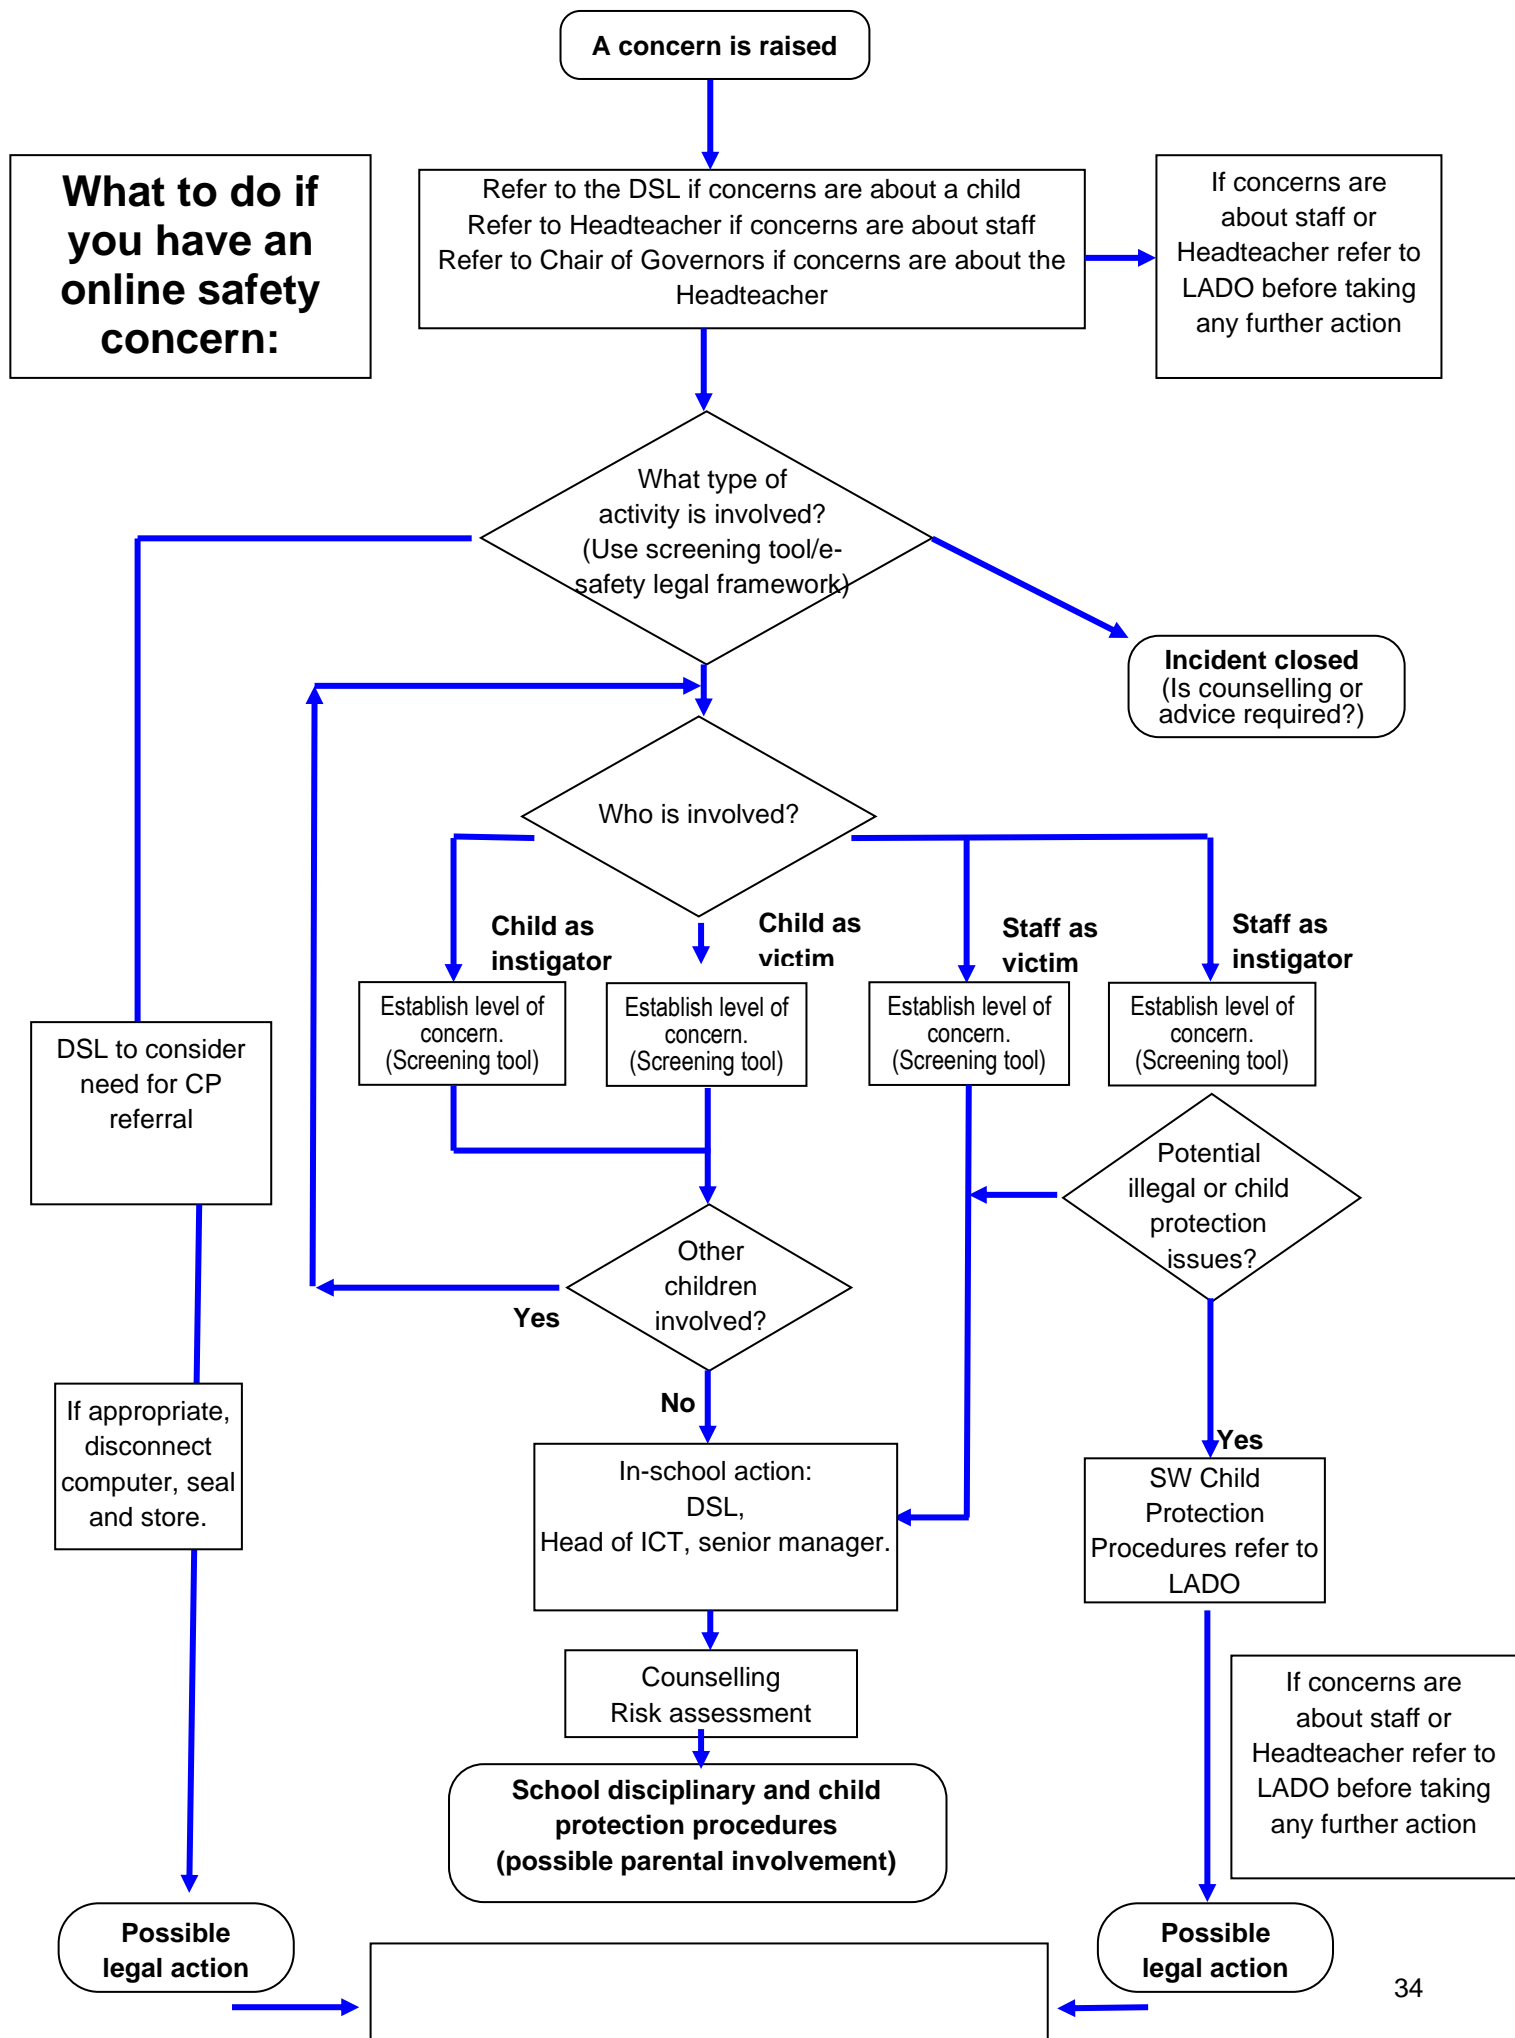 A concern is raised
What to do if
you have an
online safety
concern:
Refer to the DSL if concerns are about a child
Refer to Headteacher if concerns are about staff
Refer to Chair of Governors if concerns are about the
Headteacher
If concerns are
about staff or
Headteacher refer to
LADO before taking
any further action
What type of
activity is involved?
(Use screening tool/e-
safety legal framework)
Incident closed
(Is counselling or
advice required?)
Who is involved?
Child as
instigator
Child as
victim
Staff as
victim
Staff as
instigator
Establish level of
concern.
(Screening tool)
Establish level of
concern.
(Screening tool)
Establish level of
concern.
(Screening tool)
Establish level of
concern.
(Screening tool)
DSL to consider
need for CP
referral
Potential
illegal or child
protection
issues?
Other
children
involved?
Yes
No
If appropriate,
disconnect
computer, seal
and store.
In-school action:
DSL,
Head of ICT, senior manager.
Yes
SW Child
Protection
Procedures refer to
LADO
Counselling
Risk assessment
If concerns are
about staff or
Headteacher refer to
LADO before taking
any further action
School disciplinary and child
protection procedures
(possible parental involvement)
Possible
legal action
Possible
legal action
34